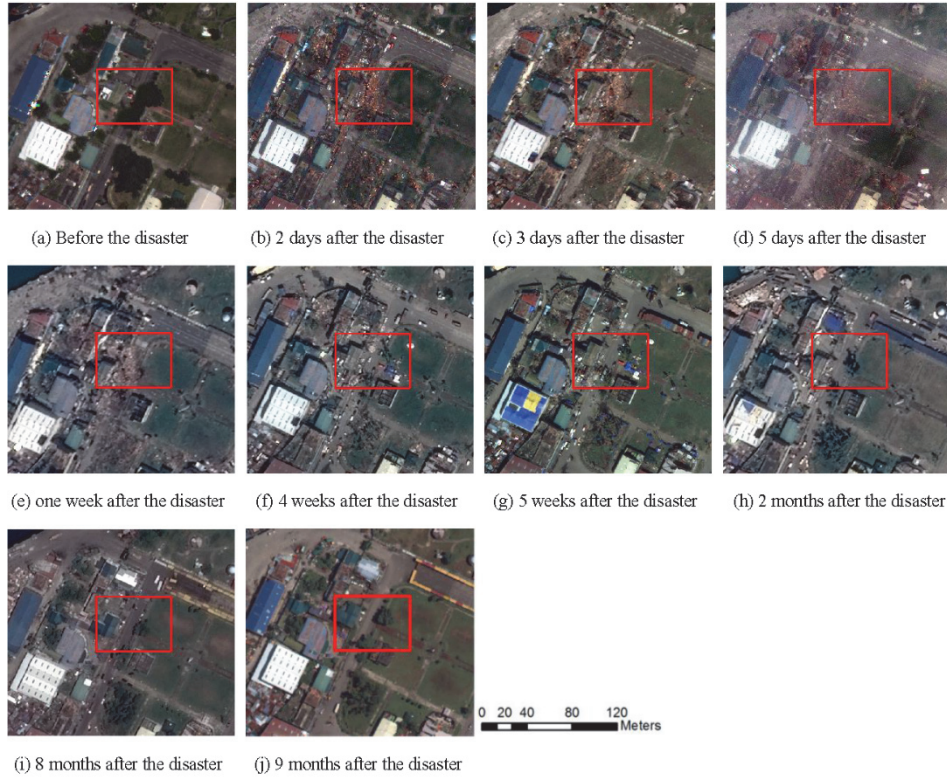 (a) Before the disaster
(b) 2 days after the disaster
(c) 3 days after the disaster
(d) 5 days after the disaster
(e) one week after the disaster
(f) 4 weeks after the disaster
(g) 5 weeks after the disaster
(h) 2 months after the disaster
0 20 40 80 120
Meters
(i) 8 months after the disaster
(j) 9 months after the disaster